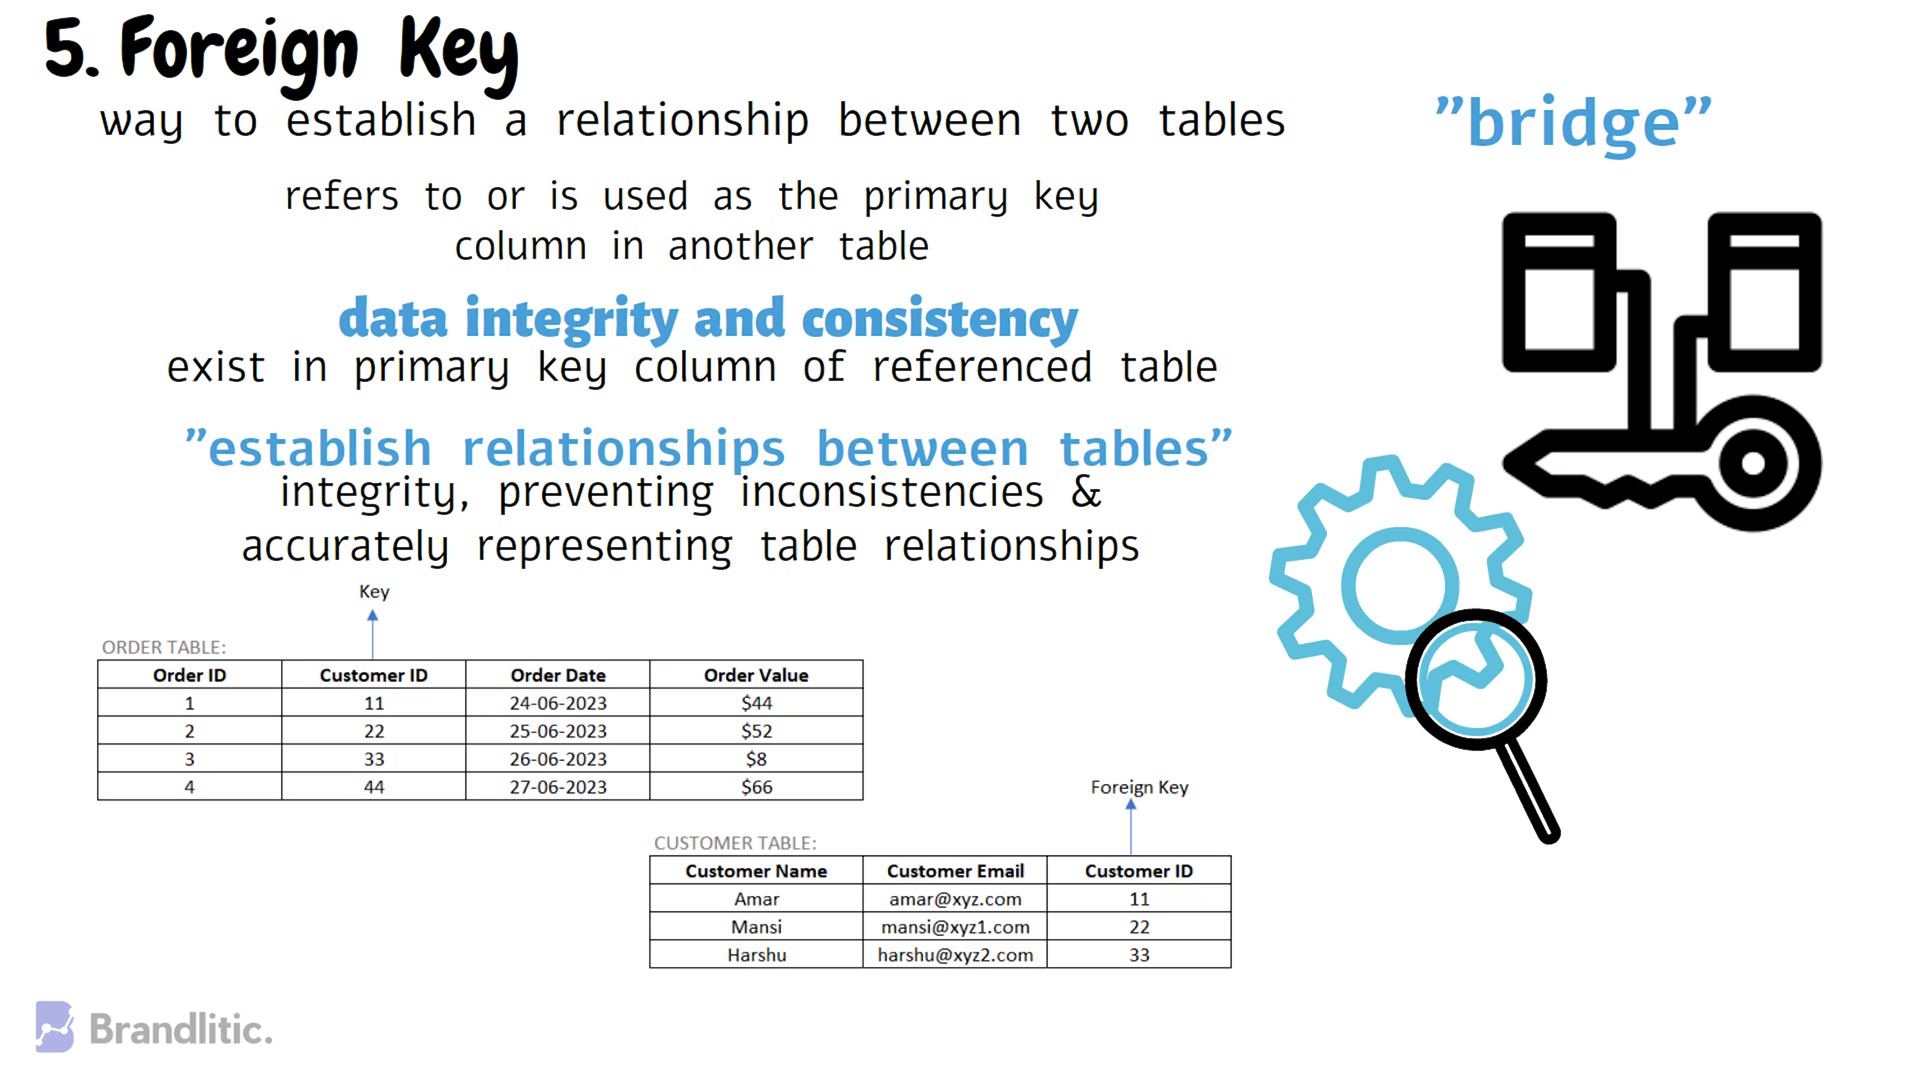 5. Foreign Key
way to establish a relationship between two tables
"bridge"
refers to or is used as the primary key
column in another table
data integrity and consistency
exist in primary key column of referenced table
"establish relationships between tables"
integrity, preventing inconsistencies &
accurately representing table relationships
Key
ORDER TABLE:
Order ID Customer ID Order Date Order Value
1 11 24-06-2023 $44
2 22 25-06-2023 $52
3 33 26-06-2023 $8
4 44 27-06-2023 $66
Foreign Key
CUSTOMER TABLE:
Customer Name Customer Email Customer ID
Amar amar@xyz.com 11
Mansi mansi@xyz1.com 22
Harshu harshu@xyz2.com 33
Brandlitic.